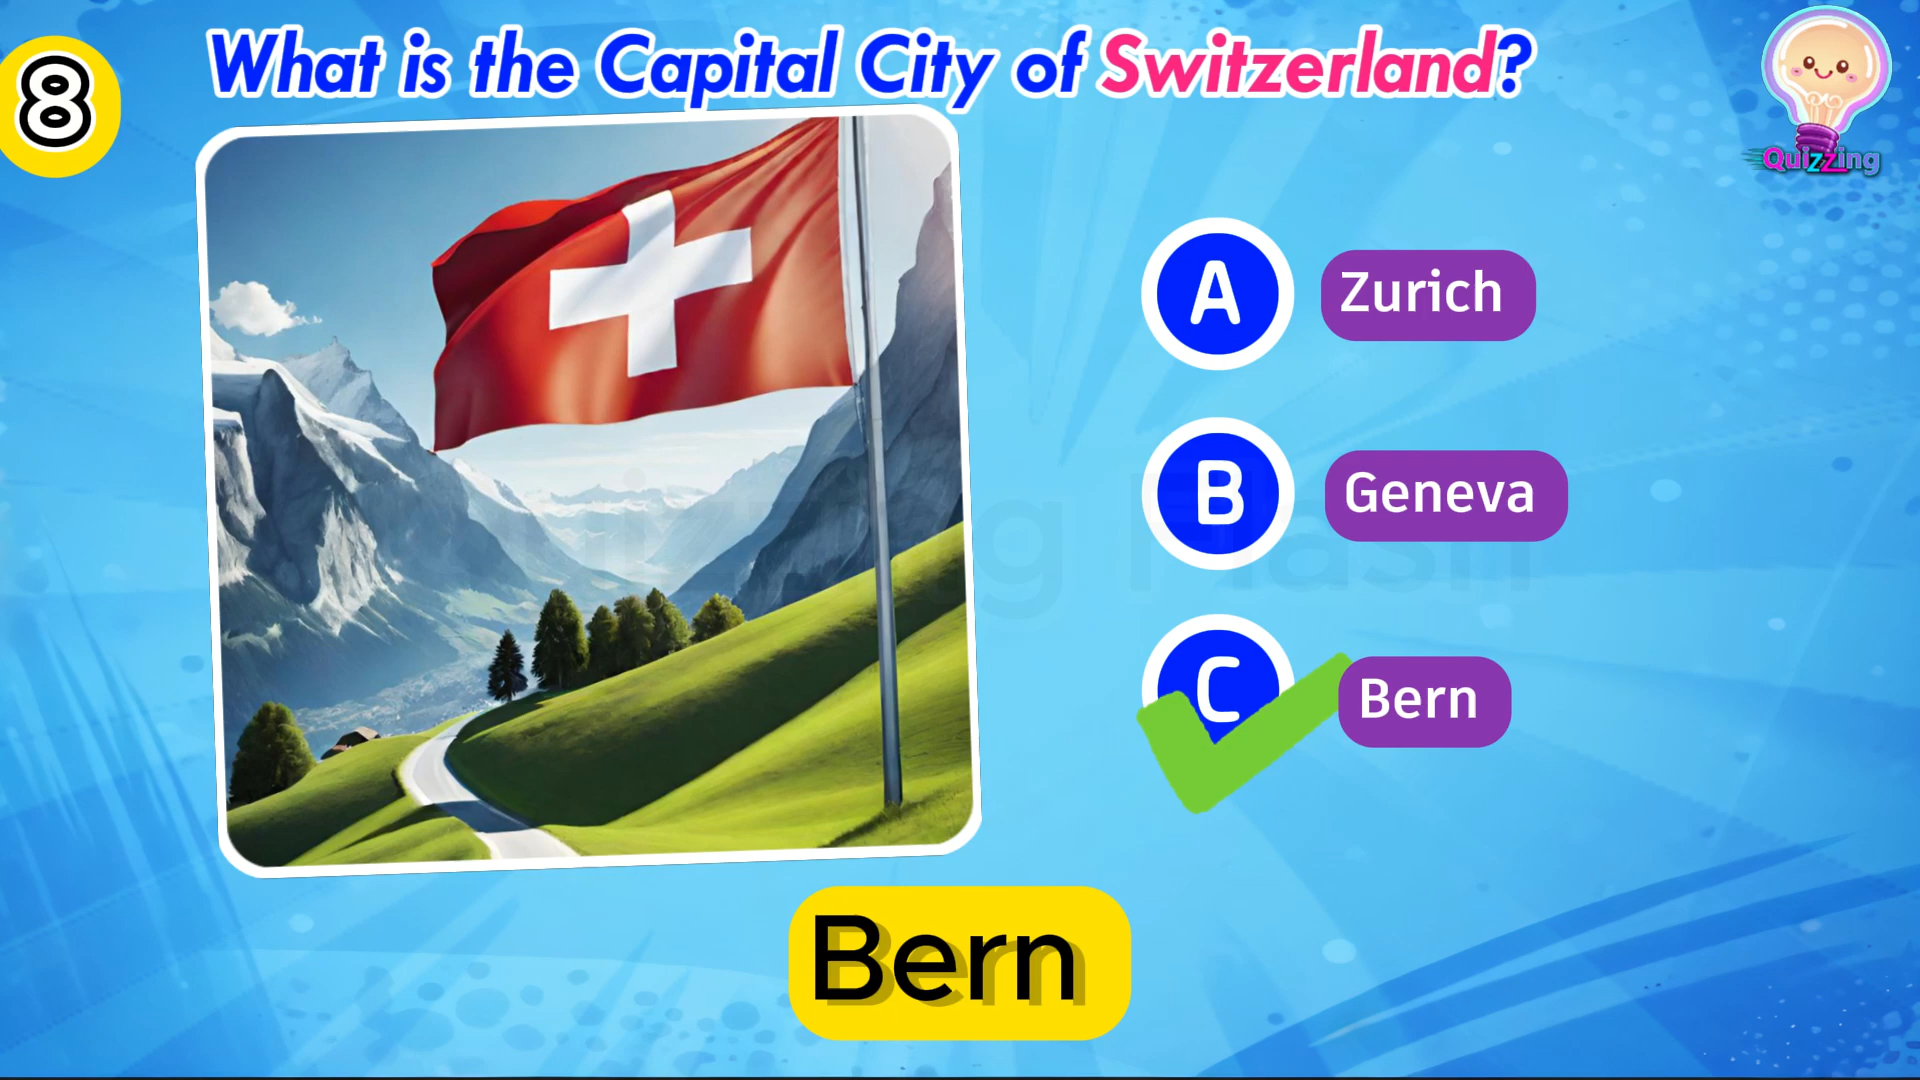 8
What is the Capital City of Switzerland?
Quizzing
A Zurich
B Geneva
C Bern
Bern